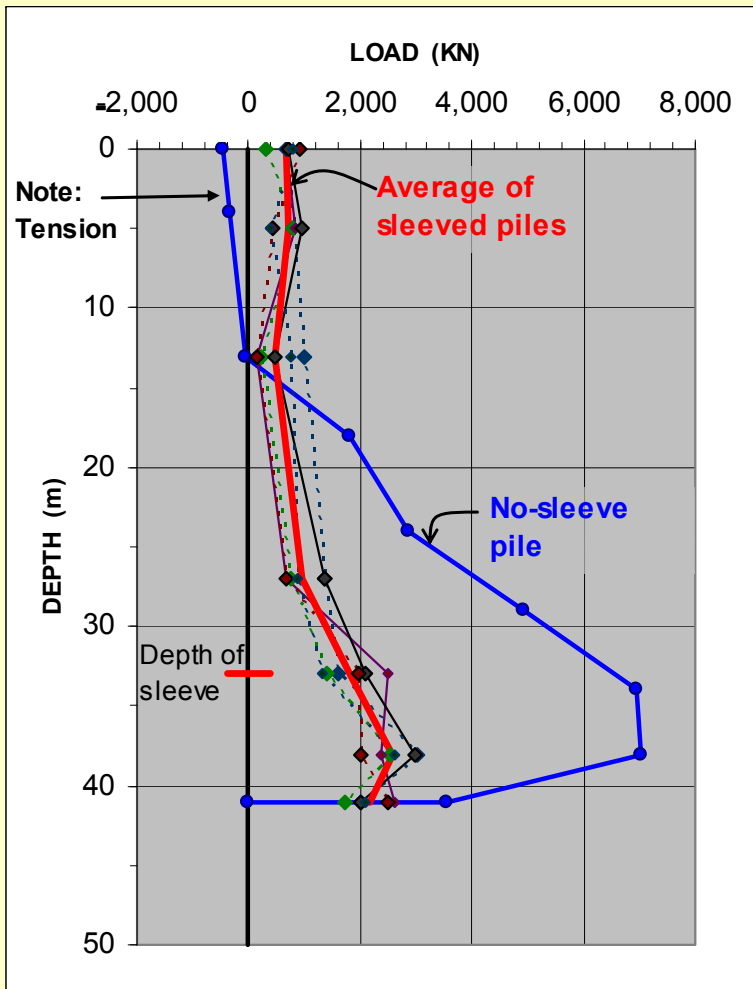 LOAD (KN)
-2,000 0 2,000 4,000 6,000 8,000
0
Note:
Tension
Average of
sleeved piles
10
20
No-sleeve
pile
DEPTH (m)
30
Depth of
sleeve
40
50